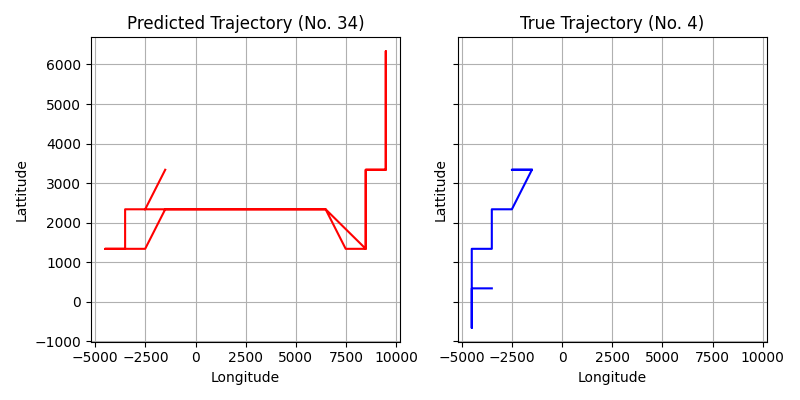 Predicted Trajectory (No. 34)
True Trajectory (No. 4)
6000
5000
4000
3000
2000
1000
0
−1000
Lattitude
Lattitude
−5000 −2500 0 2500 5000 7500 10000
−5000 −2500 0 2500 5000 7500 10000
Longitude
Longitude